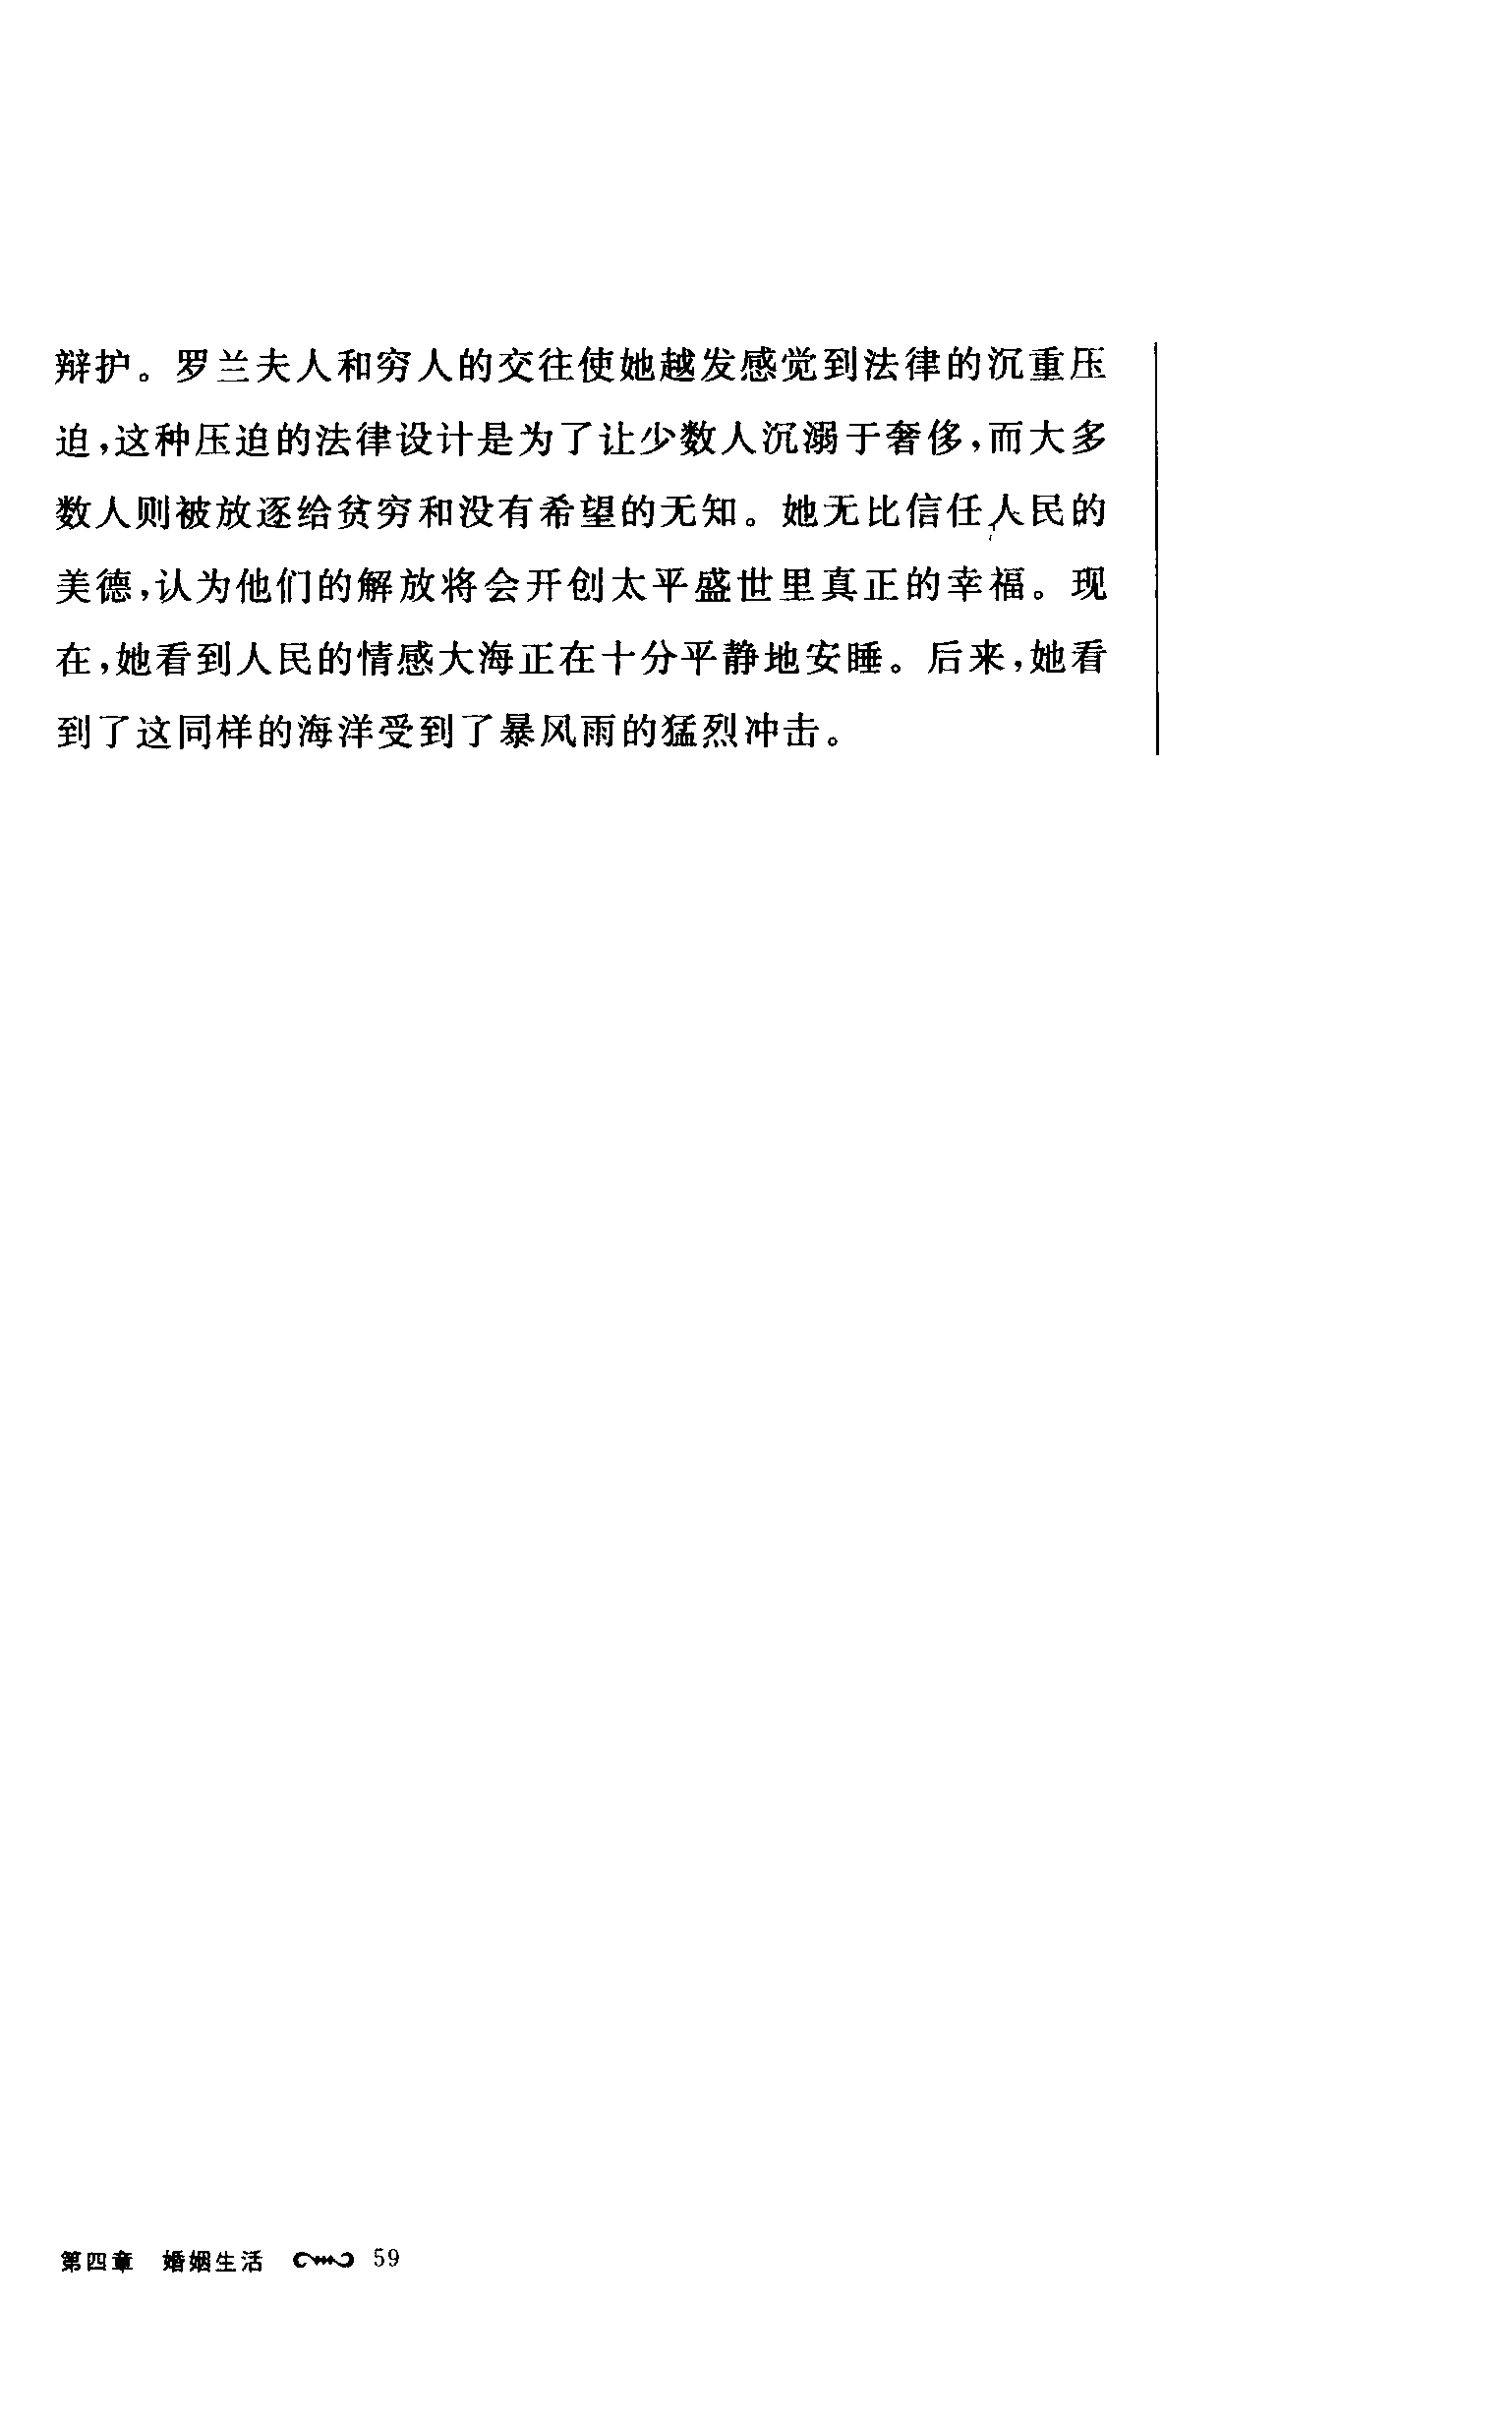 辩护。罗兰夫人和穷人的交往使她越发感觉到法律的沉重压
迫,这种压迫的法律设计是为了让少数人沉溺于奢侈,而大多
数人则被放逐给贫穷和没有希望的无知。她无比信任人民的
美德,认为他们的解放将会开创太平盛世里真正的幸福。现
在,她看到人民的情感大海正在十分平静地安睡。后来,她看
到了这同样的海洋受到了暴风雨的猛烈冲击。
第四章 婚姻生活 59